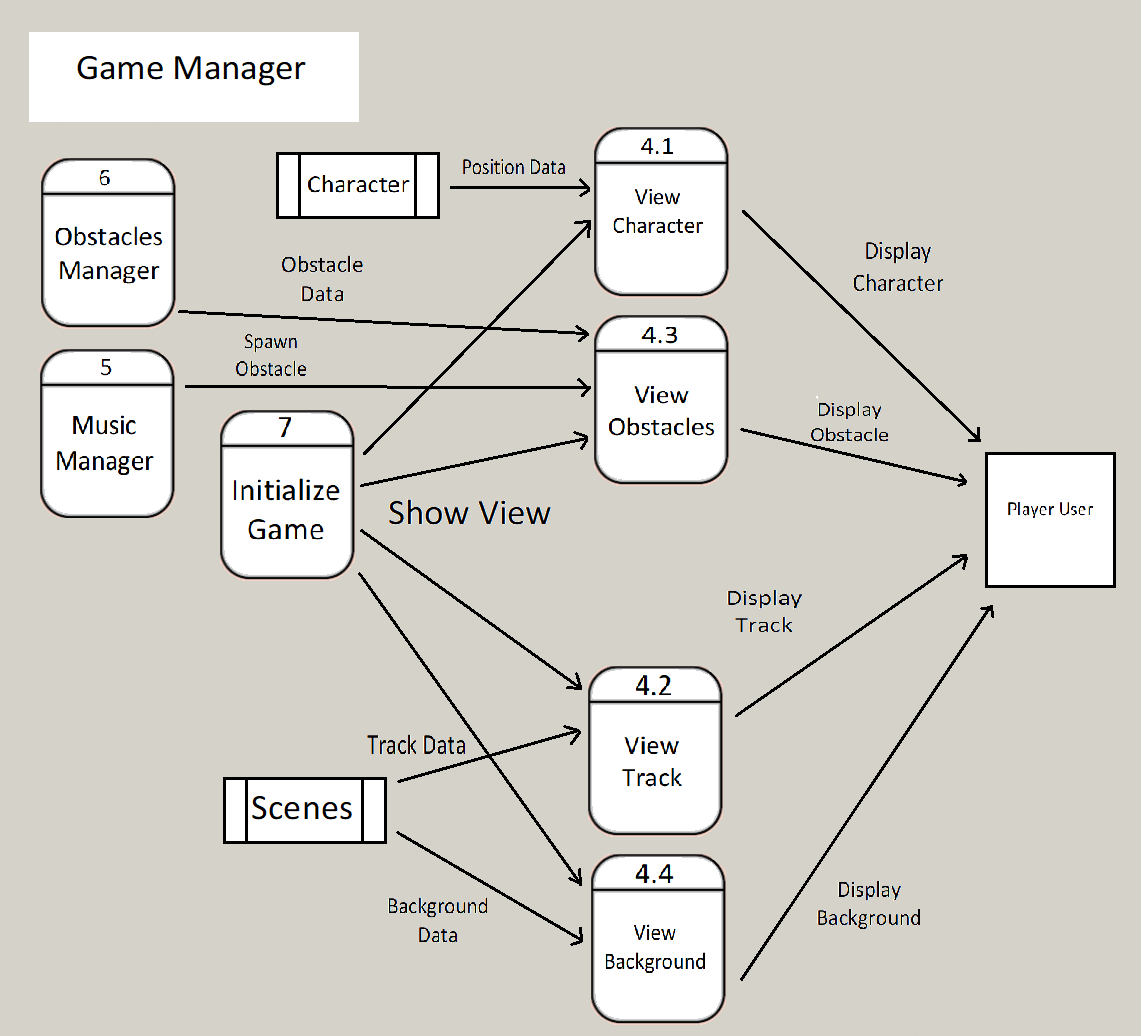 Game Manager
6
Obstacles
Manager
Character
Position Data
4.1
View
Character
Display
Character
Obstacle
Data
Spawn
Obstacle
5
Music
Manager
4.3
View
Obstacles
Display
Obstacle
7
Initialize
Game
Show View
Player User
Display
Track
4.2
View
Track
Track Data
Scenes
Background
Data
4.4
View
Background
Display
Background